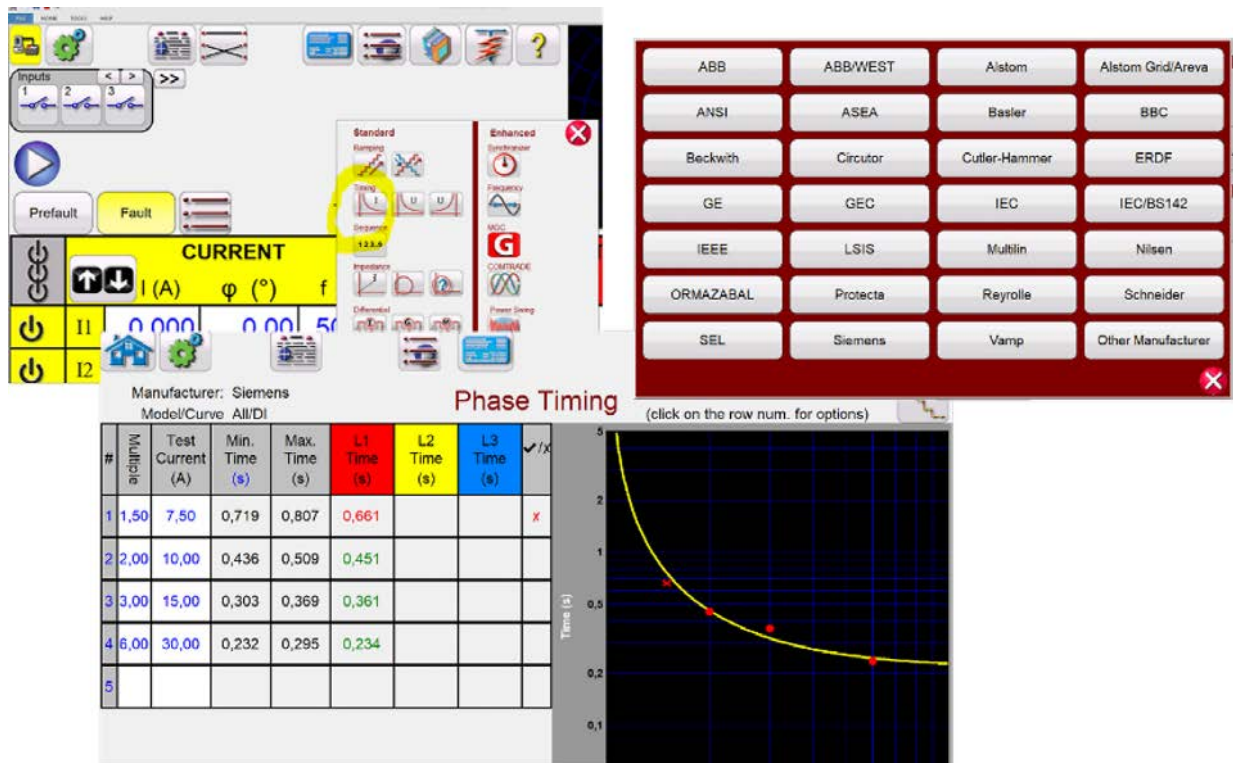 FILE HOME TOOLS HELP
Inputs < > >>
1 2 3
Prefault Fault
CURRENT
I (A) φ (°) f
I1 0.000 0.00 50
I2
Standard Enhanced
Ramping Synchronizer
Timing Frequency
I U U
Sequence MGC
1 2 3..9 G
Impedance COMTRADE
Z ?
Differential Power Swing
ABB ABB/WEST Alstom Alstom Grid/Areva
ANSI ASEA Basler BBC
Beckwith Circutor Cutler-Hammer ERDF
GE GEC IEC IEC/BS142
IEEE LSIS Multilin Nilsen
ORMAZABAL Protecta Reyrolle Schneider
SEL Siemens Vamp Other Manufacturer
Manufacturer: Siemens
Model/Curve All/DI
Phase Timing
(click on the row num. for options)
# Multiple Test Current (A) Min. Time (s) Max. Time (s) L1 Time (s) L2 Time (s) L3 Time (s) ✓/x
1 1,50 7,50 0,719 0,807 0,661 x
2 2,00 10,00 0,436 0,509 0,451
3 3,00 15,00 0,303 0,369 0,361
4 6,00 30,00 0,232 0,295 0,234
5
Time (s)
5
2
1
0,5
0,2
0,1